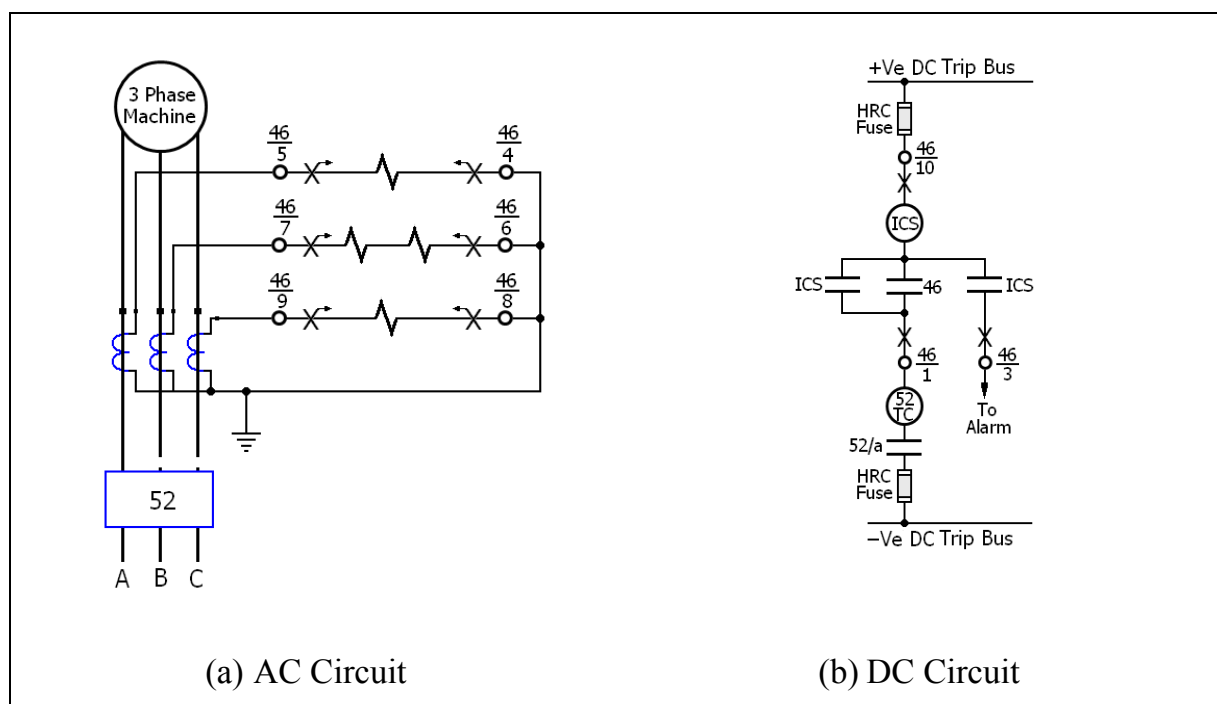 3 Phase
Machine
46
5
46
4
46
7
46
6
46
9
46
8
52
A B C
(a) AC Circuit
+Ve DC Trip Bus
HRC
Fuse
46
10
ICS
ICS
46
ICS
46
1
46
3
52
TC
To
Alarm
52/a
HRC
Fuse
−Ve DC Trip Bus
(b) DC Circuit